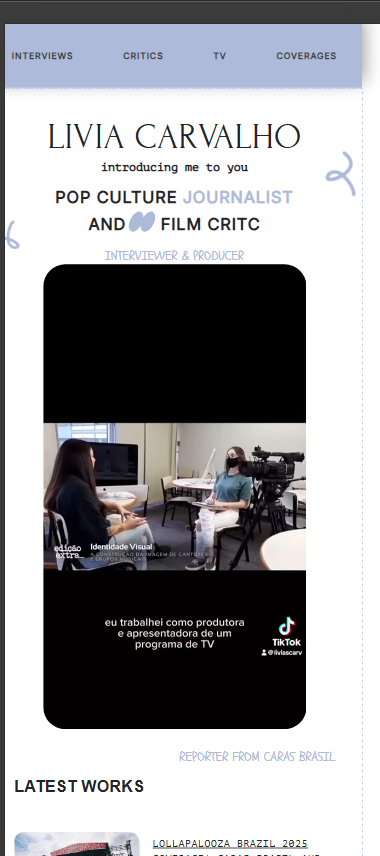 INTERVIEWS CRITICS TV COVERAGES
LIVIA CARVALHO
introducing me to you
POP CULTURE JOURNALIST
AND FILM CRITC
INTERVIEWER & PRODUCER
edição
extra
Identidade Visual
A CONSTRUÇÃO DA IMAGEM DE CANTORES
E GRUPOS MUSICAIS
eu trabalhei como produtora
e apresentadora de um
programa de TV
TikTok
@liviascarv
REPORTER FROM CARAS BRASIL
LATEST WORKS
LOLLAPALOOZA BRAZIL 2025